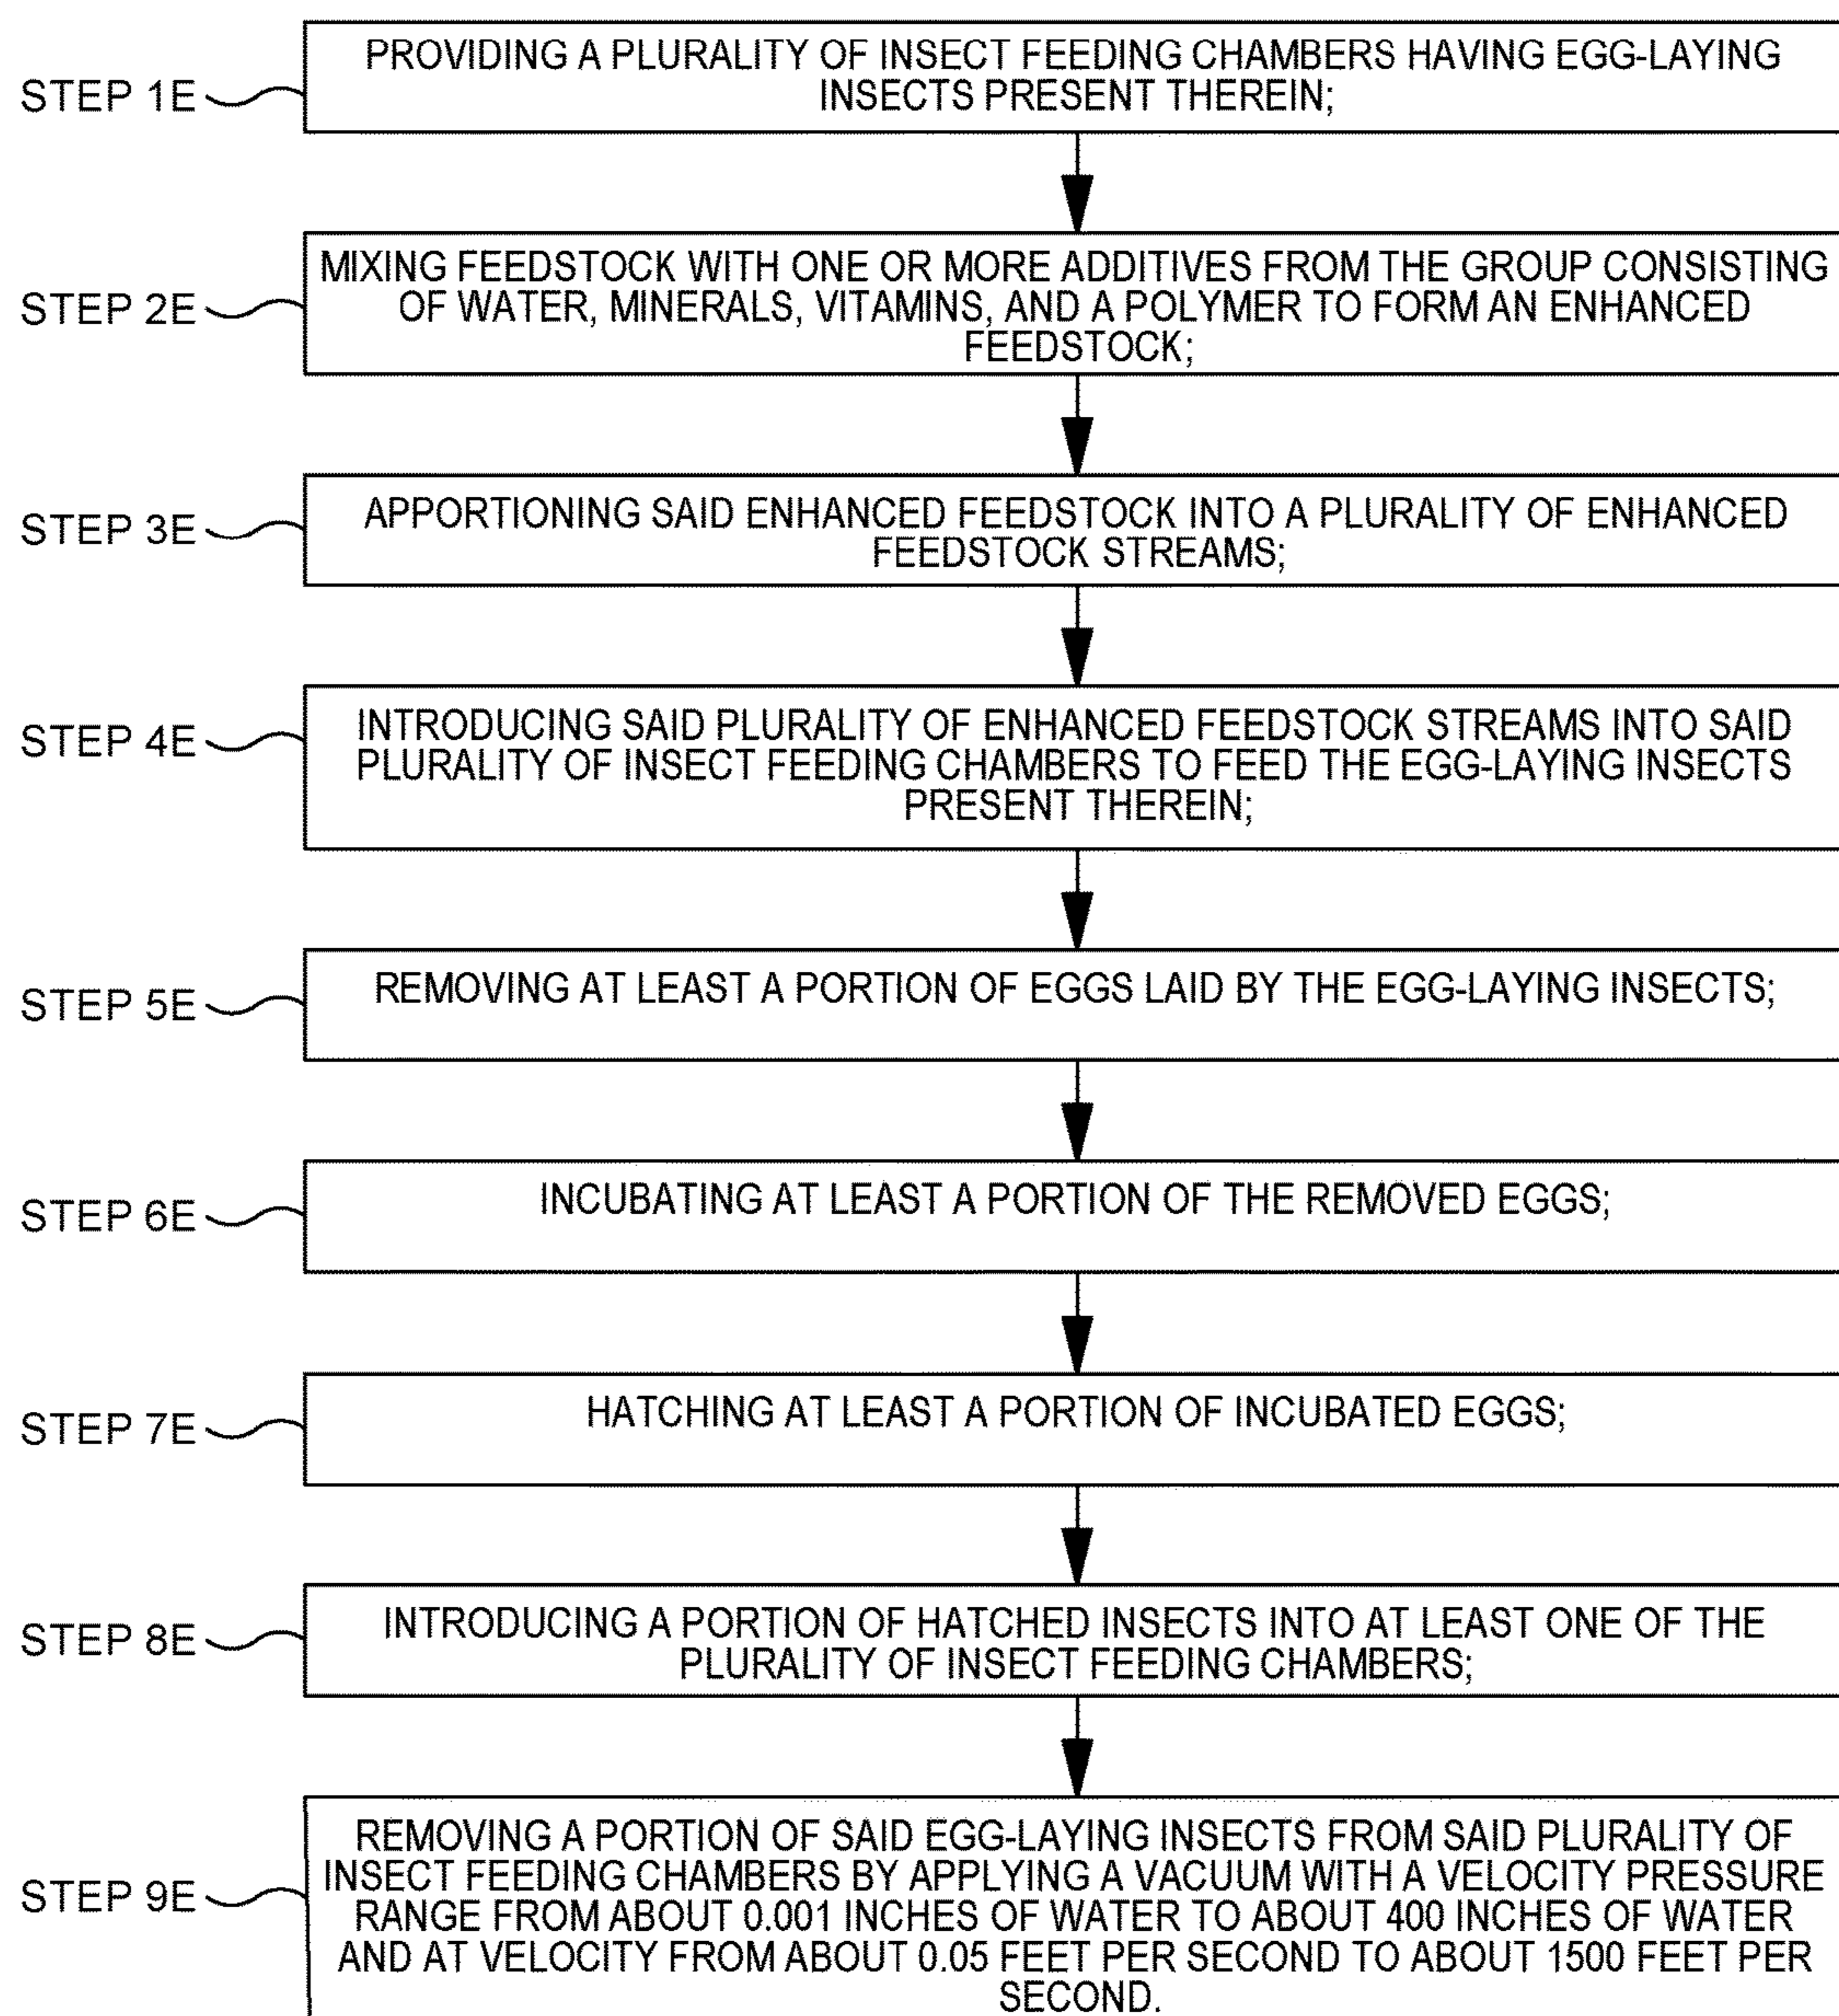 STEP 1E
PROVIDING A PLURALITY OF INSECT FEEDING CHAMBERS HAVING EGG-LAYING
INSECTS PRESENT THEREIN;
STEP 2E
MIXING FEEDSTOCK WITH ONE OR MORE ADDITIVES FROM THE GROUP CONSISTING
OF WATER, MINERALS, VITAMINS, AND A POLYMER TO FORM AN ENHANCED
FEEDSTOCK;
STEP 3E
APPORTIONING SAID ENHANCED FEEDSTOCK INTO A PLURALITY OF ENHANCED
FEEDSTOCK STREAMS;
STEP 4E
INTRODUCING SAID PLURALITY OF ENHANCED FEEDSTOCK STREAMS INTO SAID
PLURALITY OF INSECT FEEDING CHAMBERS TO FEED THE EGG-LAYING INSECTS
PRESENT THEREIN;
STEP 5E
REMOVING AT LEAST A PORTION OF EGGS LAID BY THE EGG-LAYING INSECTS;
STEP 6E
INCUBATING AT LEAST A PORTION OF THE REMOVED EGGS;
STEP 7E
HATCHING AT LEAST A PORTION OF INCUBATED EGGS;
STEP 8E
INTRODUCING A PORTION OF HATCHED INSECTS INTO AT LEAST ONE OF THE
PLURALITY OF INSECT FEEDING CHAMBERS;
STEP 9E
REMOVING A PORTION OF SAID EGG-LAYING INSECTS FROM SAID PLURALITY OF
INSECT FEEDING CHAMBERS BY APPLYING A VACUUM WITH A VELOCITY PRESSURE
RANGE FROM ABOUT 0.001 INCHES OF WATER TO ABOUT 400 INCHES OF WATER
AND AT VELOCITY FROM ABOUT 0.05 FEET PER SECOND TO ABOUT 1500 FEET PER
SECOND.